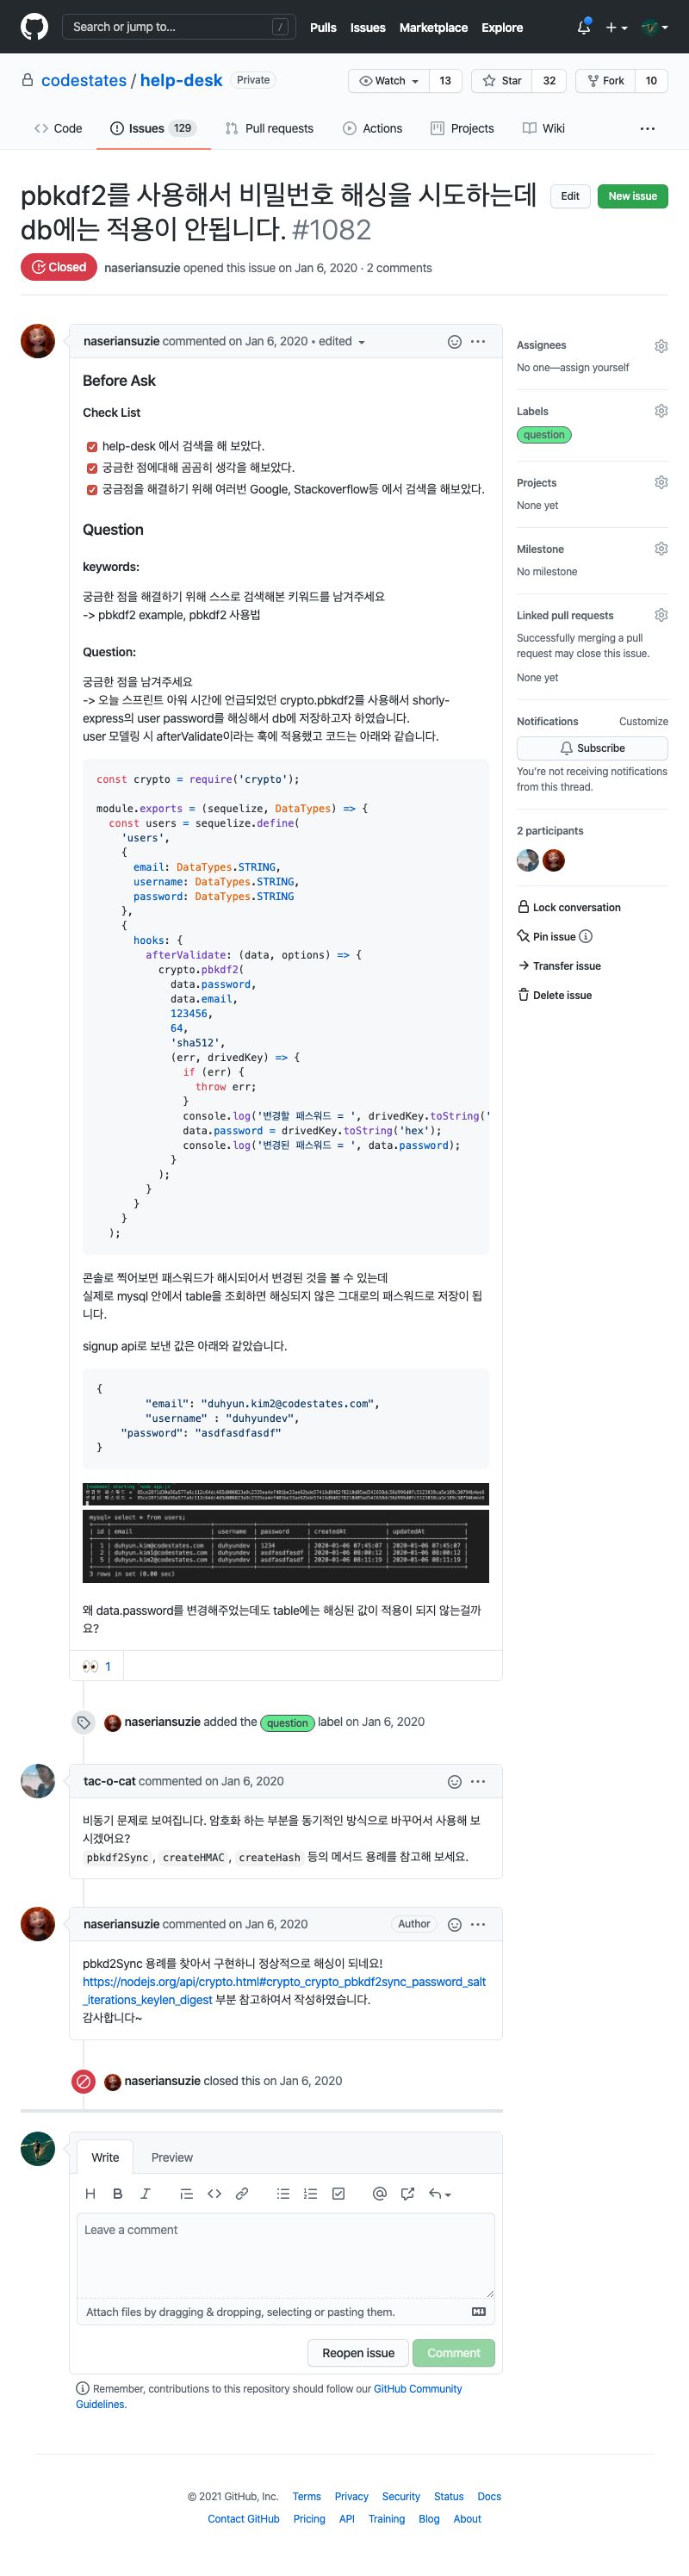 Search or jump to... /
Pulls Issues Marketplace Explore
codestates / help-desk Private
Watch 13 Star 32 Fork 10
Code Issues 129 Pull requests Actions Projects Wiki
pbkdf2를 사용해서 비밀번호 해싱을 시도하는데
db에는 적용이 안됩니다. #1082
Edit New issue
Closed naseriansuzie opened this issue on Jan 6, 2020 · 2 comments
naseriansuzie commented on Jan 6, 2020 • edited
Before Ask
Check List
help-desk 에서 검색을 해 보았다.
궁금한 점에대해 곰곰히 생각을 해보았다.
궁금점을 해결하기 위해 여러번 Google, Stackoverflow등 에서 검색을 해보았다.
Question
keywords:
궁금한 점을 해결하기 위해 스스로 검색해본 키워드를 남겨주세요
-> pbkdf2 example, pbkdf2 사용법
Question:
궁금한 점을 남겨주세요
-> 오늘 스프린트 아워 시간에 언급되었던 crypto.pbkdf2를 사용해서 shorly-
express의 user password를 해싱해서 db에 저장하고자 하였습니다.
user 모델링 시 afterValidate이라는 훅에 적용했고 코드는 아래와 같습니다.
const crypto = require('crypto');
module.exports = (sequelize, DataTypes) => {
const users = sequelize.define(
'users',
{
email: DataTypes.STRING,
username: DataTypes.STRING,
password: DataTypes.STRING
},
{
hooks: {
afterValidate: (data, options) => {
crypto.pbkdf2(
data.password,
data.email,
123456,
64,
'sha512',
(err, drivedKey) => {
if (err) {
throw err;
}
console.log('변경할 패스워드 = ', drivedKey.toString('
data.password = drivedKey.toString('hex');
console.log('변경된 패스워드 = ', data.password);
}
);
}
}
}
);
콘솔로 찍어보면 패스워드가 해시되어서 변경된 것을 볼 수 있는데
실제로 mysql 안에서 table을 조회하면 해싱되지 않은 그대로의 패스워드로 저장이 됩
니다.
signup api로 보낸 값은 아래와 같았습니다.
{
"email": "duhyun.kim2@codestates.com",
"username" : "duhyundev",
"password": "asdfasdfasdf"
}
mysql> select * from users;
| id | email | username | password | createdAt | updatedAt |
| 1 | duhyun.kim@codestates.com | duhyundev | 1234 | 2020-01-06 07:45:07 | 2020-01-06 07:45:07 |
| 2 | duhyun.kim1@codestates.com | duhyundev | asdfasdfasdf | 2020-01-06 08:00:12 | 2020-01-06 08:00:12 |
| 5 | duhyun.kim2@codestates.com | duhyundev | asdfasdfasdf | 2020-01-06 08:11:19 | 2020-01-06 08:11:19 |
3 rows in set (0.00 sec)
왜 data.password를 변경해주었는데도 table에는 해싱된 값이 적용이 되지 않는걸까
요?
👀 1
naseriansuzie added the question label on Jan 6, 2020
tac-o-cat commented on Jan 6, 2020
비동기 문제로 보여집니다. 암호화 하는 부분을 동기적인 방식으로 바꾸어서 사용해 보
시겠어요?
pbkdf2Sync, createHMAC, createHash 등의 메서드 용례를 참고해 보세요.
naseriansuzie commented on Jan 6, 2020 Author
pbkd2Sync 용례를 찾아서 구현하니 정상적으로 해싱이 되네요!
https://nodejs.org/api/crypto.html#crypto_crypto_pbkdf2sync_password_salt
_iterations_keylen_digest 부분 참고하여서 작성하였습니다.
감사합니다~
naseriansuzie closed this on Jan 6, 2020
Write Preview
Leave a comment
Attach files by dragging & dropping, selecting or pasting them.
Reopen issue Comment
Remember, contributions to this repository should follow our GitHub Community
Guidelines.
Assignees
No one—assign yourself
Labels
question
Projects
None yet
Milestone
No milestone
Linked pull requests
Successfully merging a pull
request may close this issue.
None yet
Notifications Customize
Subscribe
You're not receiving notifications
from this thread.
2 participants
Lock conversation
Pin issue
Transfer issue
Delete issue
© 2021 GitHub, Inc. Terms Privacy Security Status Docs
Contact GitHub Pricing API Training Blog About